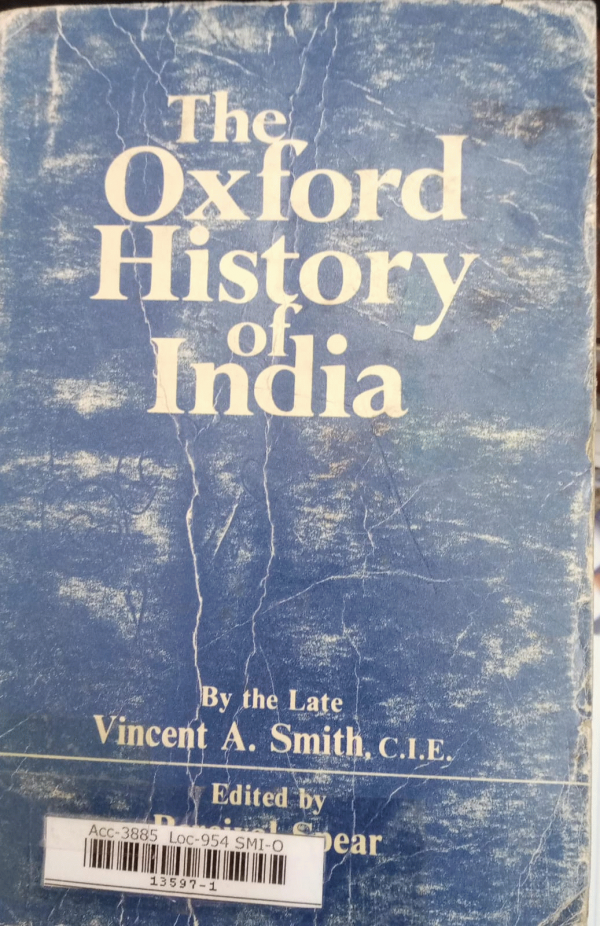 The
Oxford
History
of
India
By the Late
Vincent A. Smith, C.I.E.
Edited by
Percival Spear
Acc-3885 Loc-954 SMI-O
13597-1